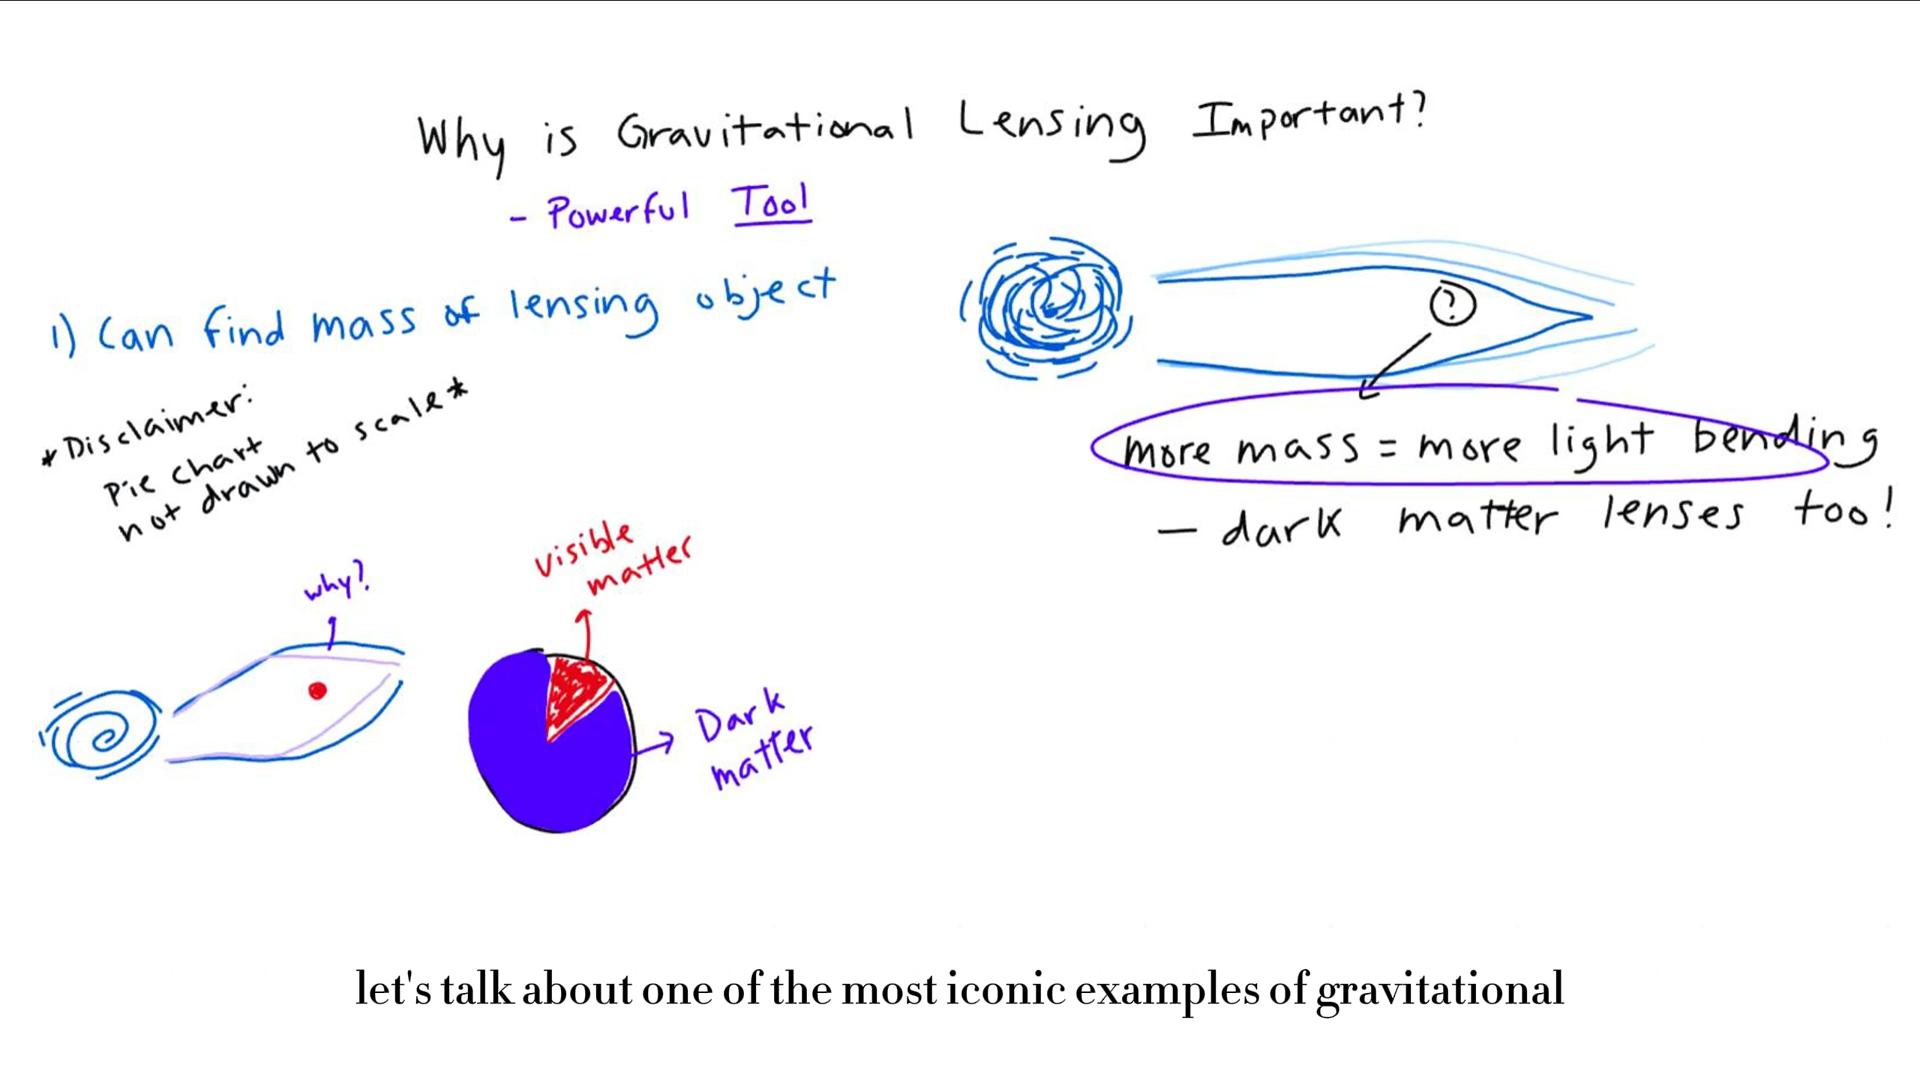 Why is Gravitational Lensing Important?
- Powerful Tool
1) Can find mass of lensing object
*Disclaimer:
Pie chart
not drawn to scale*
?
more mass = more light bending
- dark matter lenses too!
why?
visible
matter
Dark
matter
let's talk about one of the most iconic examples of gravitational